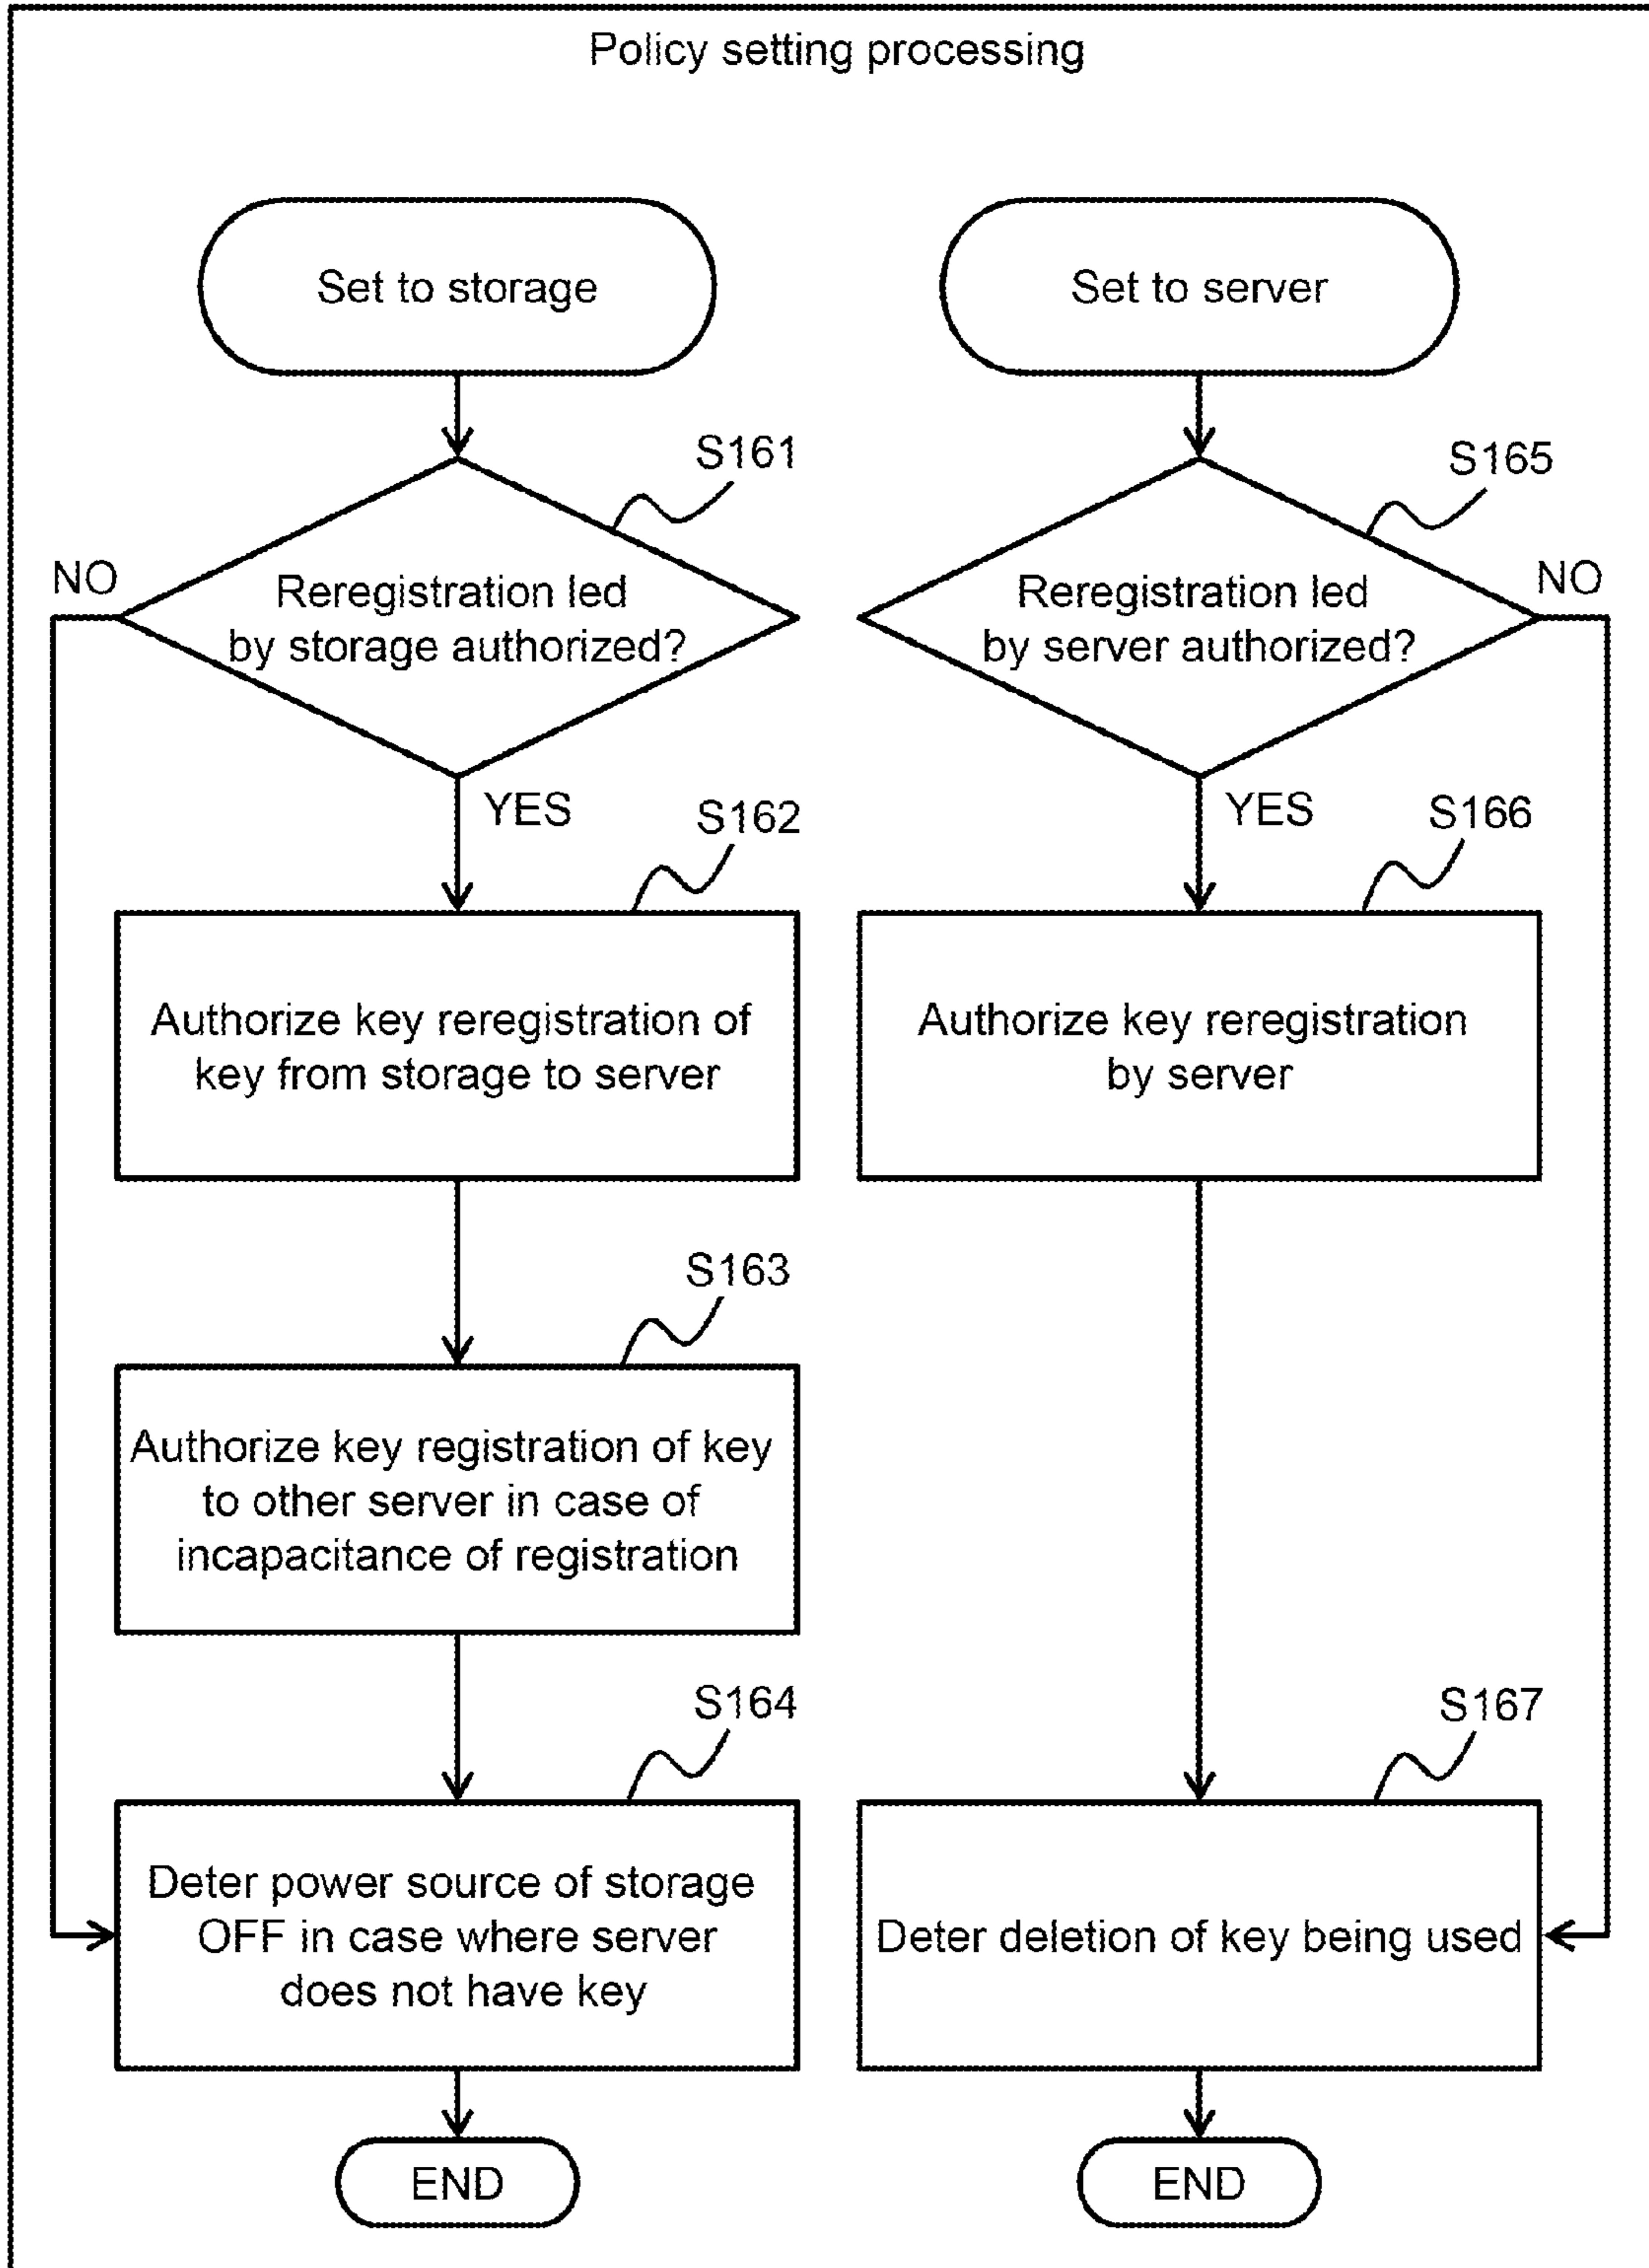 Policy setting processing
Set to storage
S161
NO
Reregistration led
by storage authorized?
YES
S162
Authorize key reregistration of
key from storage to server
S163
Authorize key registration of key
to other server in case of
incapacitance of registration
S164
Deter power source of storage
OFF in case where server
does not have key
END
Set to server
S165
NO
Reregistration led
by server authorized?
YES
S166
Authorize key reregistration
by server
S167
Deter deletion of key being used
END